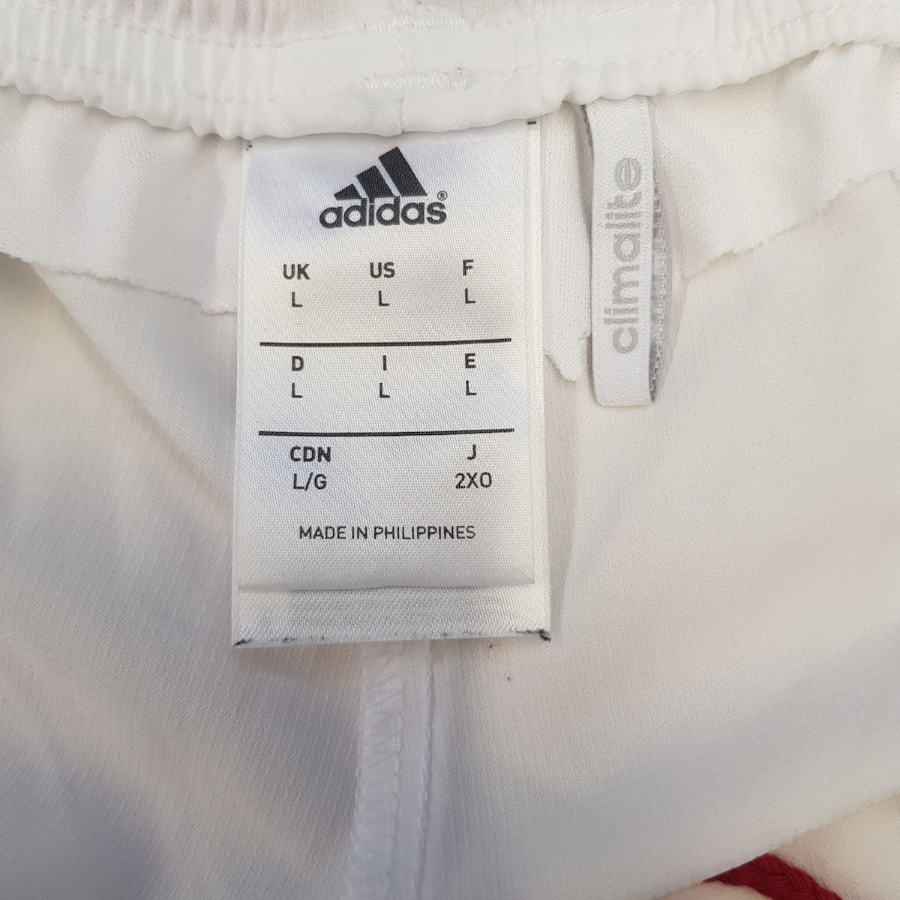 adidas®
UK US F
L L L
D I E
L L L
CDN J
L/G 2XO
MADE IN PHILIPPINES
climalite